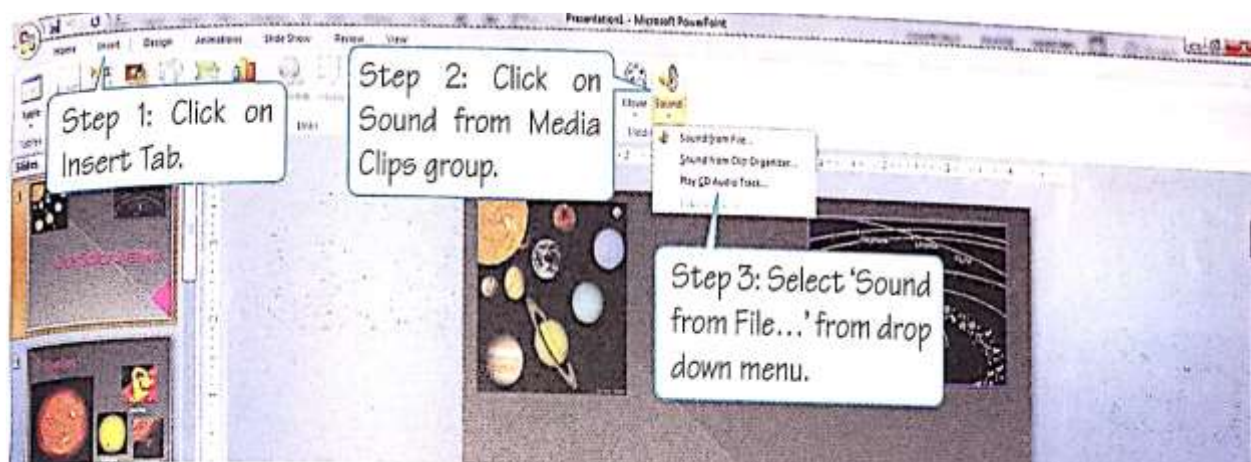 Presentation1 - Microsoft PowerPoint
Home Insert Design Animations Slide Show Review View
Step 1: Click on
Insert Tab.
Step 2: Click on
Sound from Media
Clips group.
Movie Sound
Slides
Sound from File...
Sound from Clip Organizer...
Play CD Audio Track...
Step 3: Select ‘Sound
from File...’ from drop
down menu.